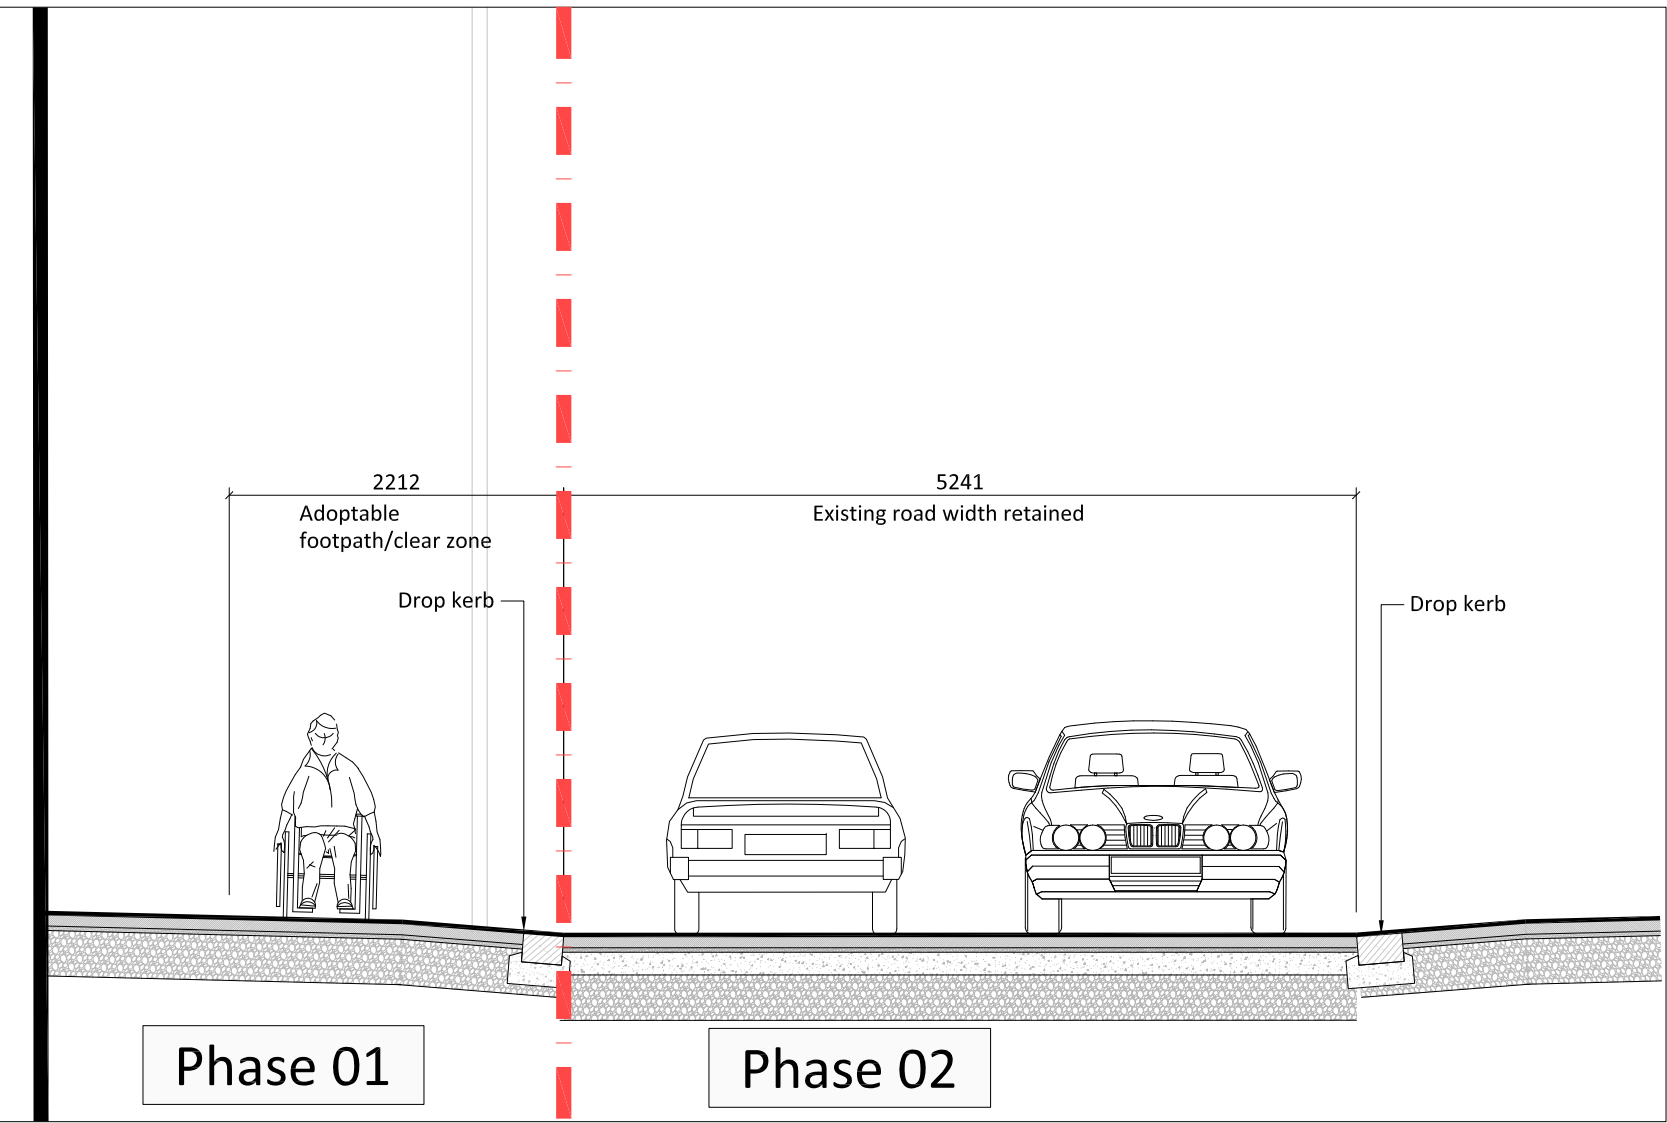 2212
5241
Adoptable
footpath/clear zone
Existing road width retained
Drop kerb
Drop kerb
Phase 01
Phase 02